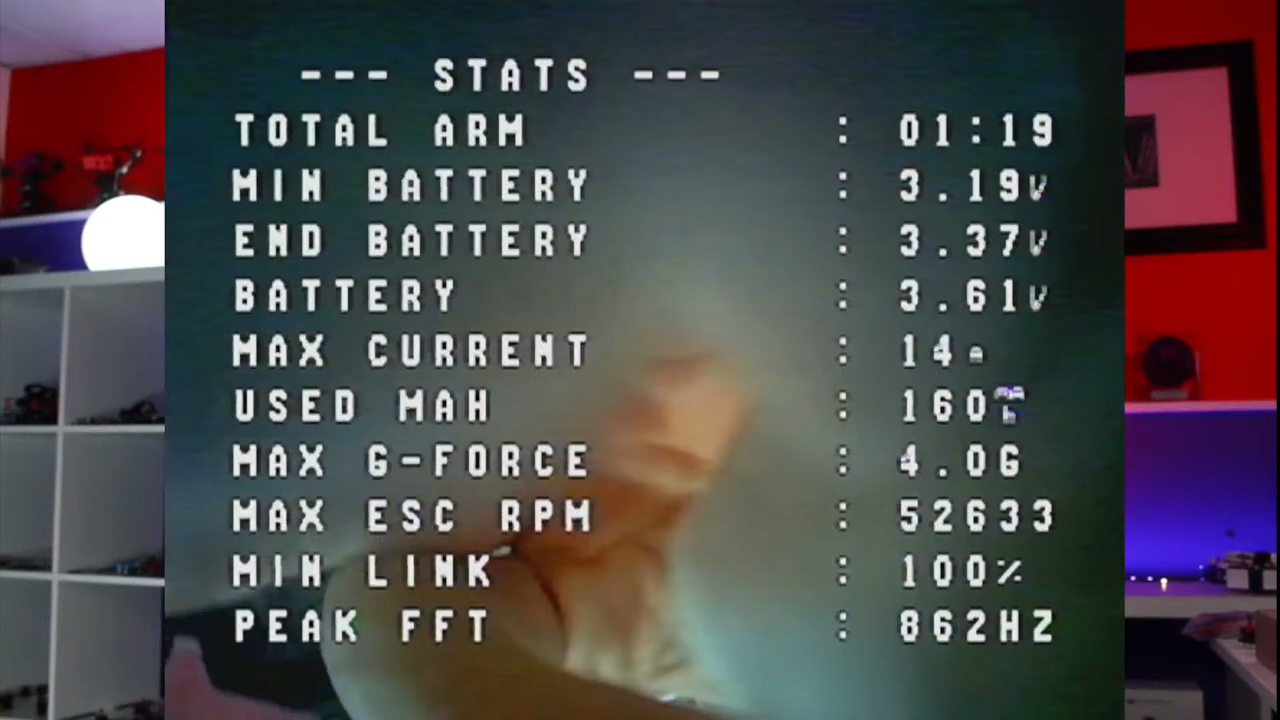 --- STATS ---
TOTAL ARM : 01:19
MIN BATTERY : 3.19V
END BATTERY : 3.37V
BATTERY : 3.61V
MAX CURRENT : 14A
USED MAH : 160mAh
MAX G-FORCE : 4.0G
MAX ESC RPM : 52633
MIN LINK : 100%
PEAK FFT : 862HZ